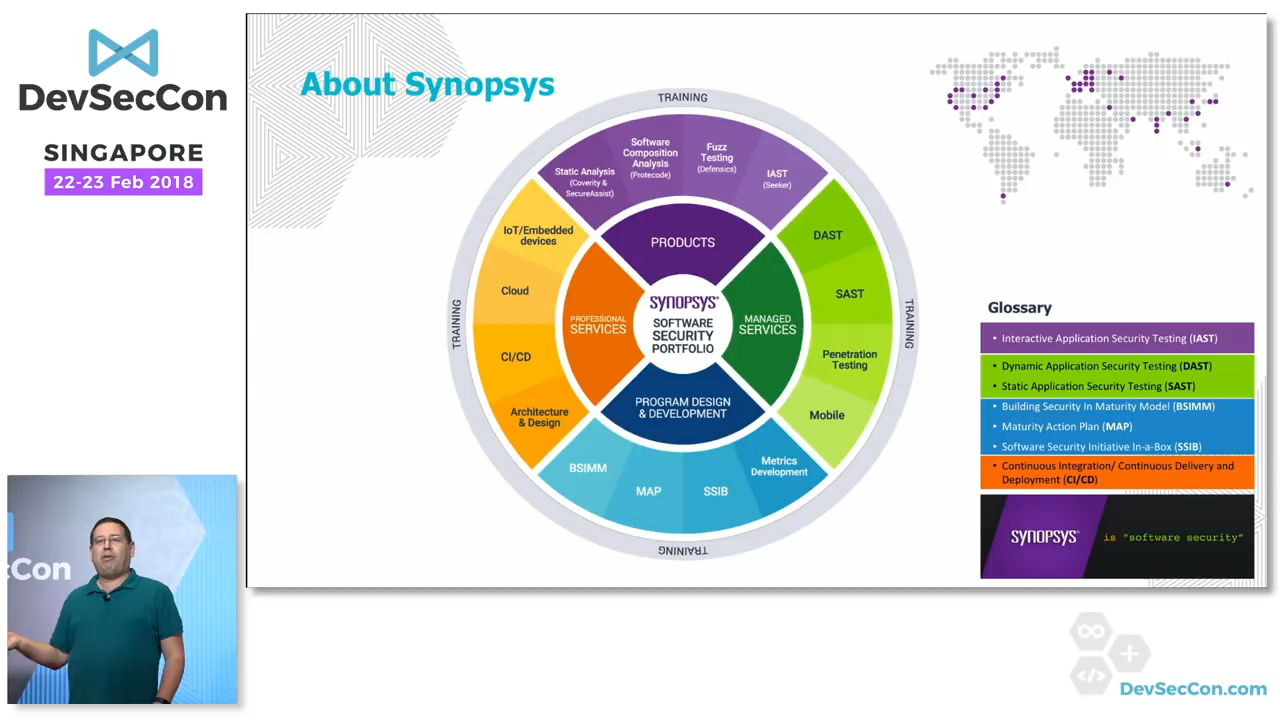 DevSecCon
SINGAPORE
22-23 Feb 2018
About Synopsys
TRAINING
Static Analysis
(Coverity &
SecureAssist)
Software
Composition
Analysis
(Protecode)
Fuzz
Testing
(Defensics)
IAST
(Seeker)
PRODUCTS
IoT/Embedded
devices
Cloud
CI/CD
Architecture
& Design
PROFESSIONAL
SERVICES
SYNOPSYS®
SOFTWARE
SECURITY
PORTFOLIO
MANAGED
SERVICES
DAST
SAST
Penetration
Testing
Mobile
PROGRAM DESIGN
& DEVELOPMENT
BSIMM
MAP
SSIB
Metrics
Development
TRAINING
TRAINING
TRAINING
Glossary
• Interactive Application Security Testing (IAST)
• Dynamic Application Security Testing (DAST)
• Static Application Security Testing (SAST)
• Building Security In Maturity Model (BSIMM)
• Maturity Action Plan (MAP)
• Software Security Initiative In-a-Box (SSIB)
• Continuous Integration/ Continuous Delivery and
Deployment (CI/CD)
SYNOPSYS® is "software security"
cCon
DevSecCon.com